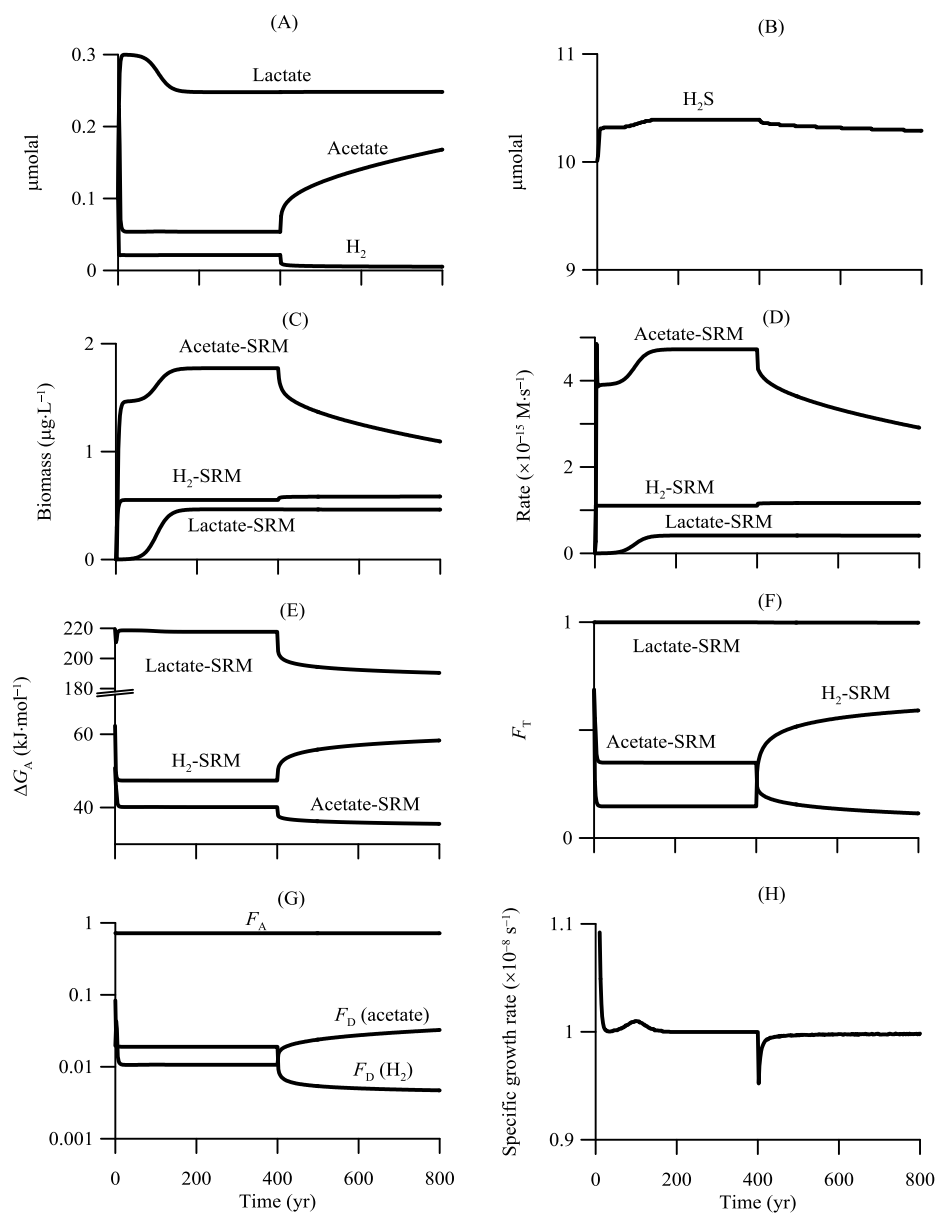 (A)
0.3
0.2
0.1
0
μmolal
Lactate
Acetate
H₂
(B)
11
10
9
μmolal
H₂S
(C)
2
1
0
Biomass (μg·L⁻¹)
Acetate-SRM
H₂-SRM
Lactate-SRM
(D)
4
2
0
Rate (×10⁻¹⁵ M·s⁻¹)
Acetate-SRM
H₂-SRM
Lactate-SRM
(E)
220
200
180
60
40
ΔG_A (kJ·mol⁻¹)
Lactate-SRM
H₂-SRM
Acetate-SRM
(F)
1
0
F_T
Lactate-SRM
H₂-SRM
Acetate-SRM
(G)
1
0.1
0.01
0.001
F_A
F_D (acetate)
F_D (H₂)
0 200 400 600 800
Time (yr)
(H)
1.1
1
0.9
Specific growth rate (×10⁻⁸ s⁻¹)
0 200 400 600 800
Time (yr)